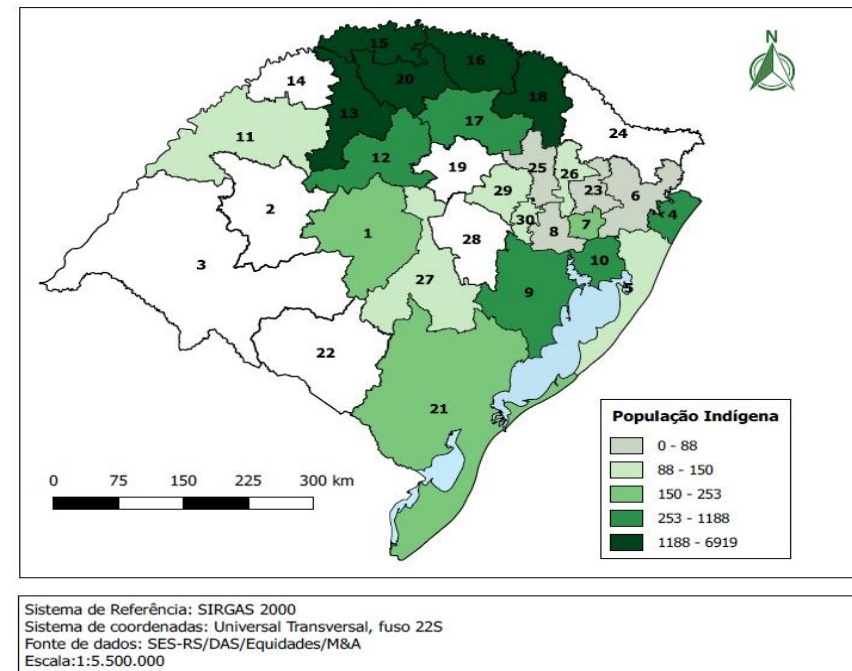 N
15
16
14
20
13
18
17
24
11
12
19
25
26
2
29
23
6
4
30
7
1
8
28
3
10
5
27
9
22
21
População Indígena
0 - 88
88 - 150
150 - 253
253 - 1188
1188 - 6919
0 75 150 225 300 km
Sistema de Referência: SIRGAS 2000
Sistema de coordenadas: Universal Transversal, fuso 22S
Fonte de dados: SES-RS/DAS/Equidades/M&A
Escala:1:5.500.000